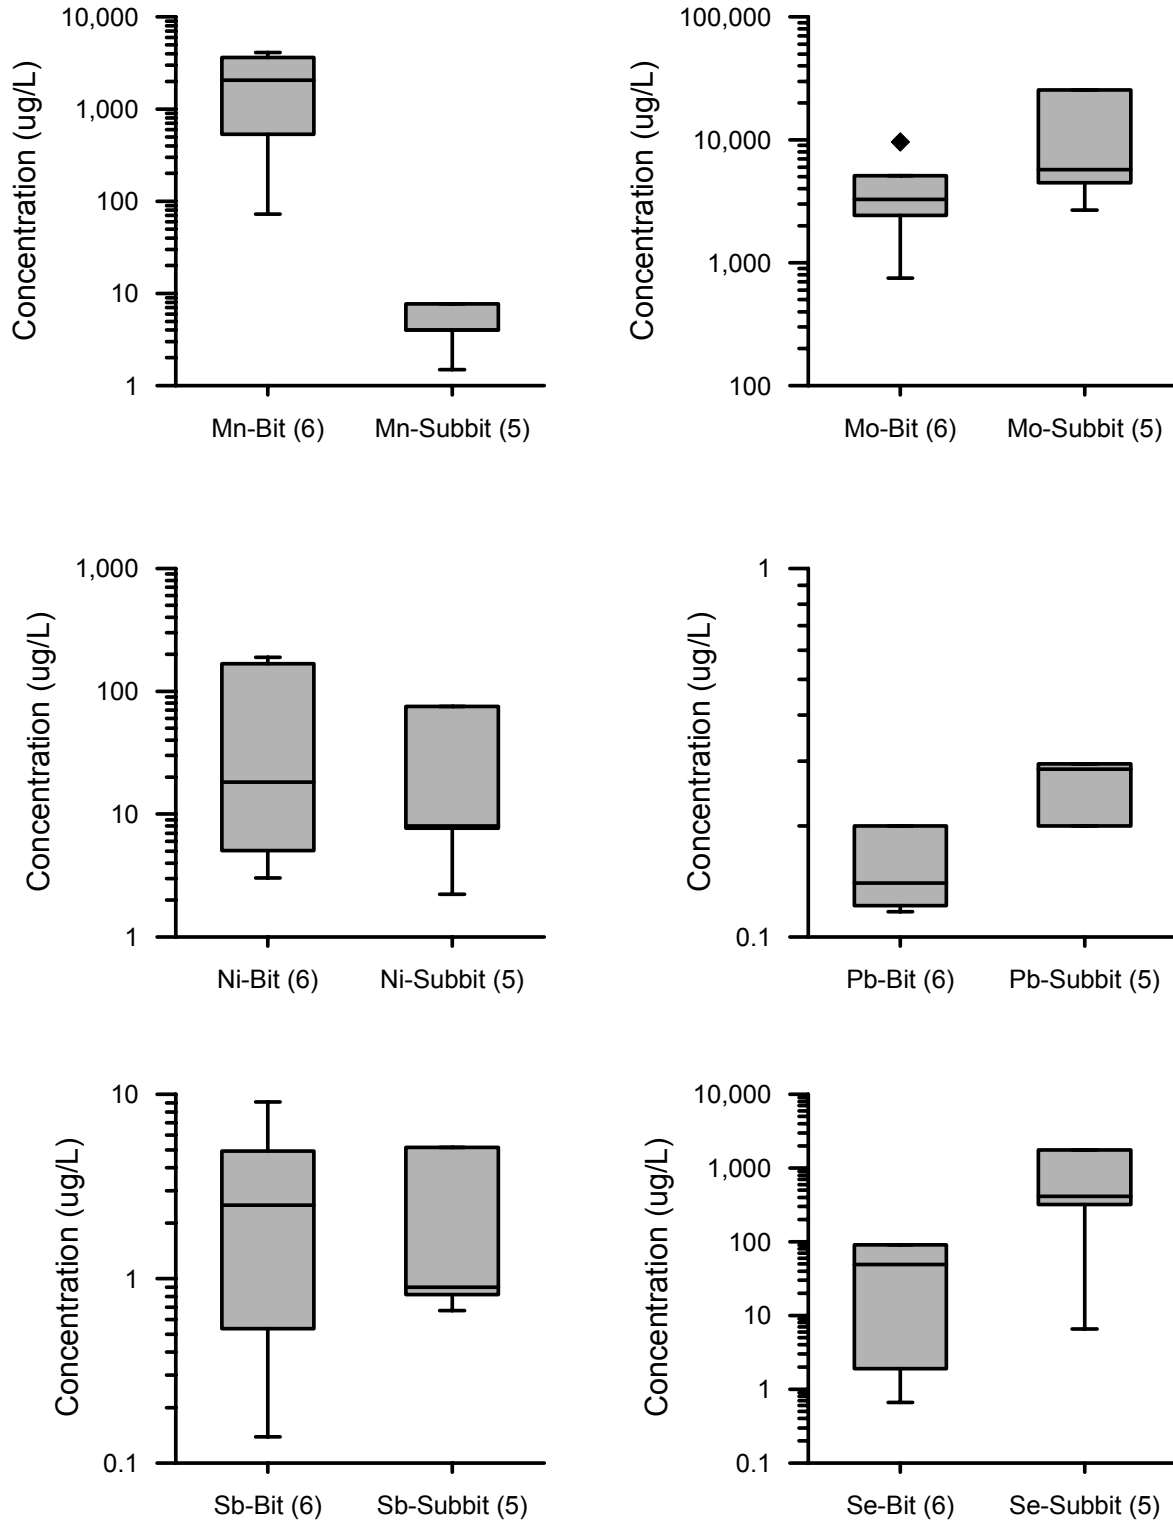 Concentration (ug/L)
10,000
1,000
100
10
1
Mn-Bit (6) Mn-Subbit (5)
Concentration (ug/L)
100,000
10,000
1,000
100
Mo-Bit (6) Mo-Subbit (5)
Concentration (ug/L)
1,000
100
10
1
Ni-Bit (6) Ni-Subbit (5)
Concentration (ug/L)
1
0.1
Pb-Bit (6) Pb-Subbit (5)
Concentration (ug/L)
10
1
0.1
Sb-Bit (6) Sb-Subbit (5)
Concentration (ug/L)
10,000
1,000
100
10
1
0.1
Se-Bit (6) Se-Subbit (5)